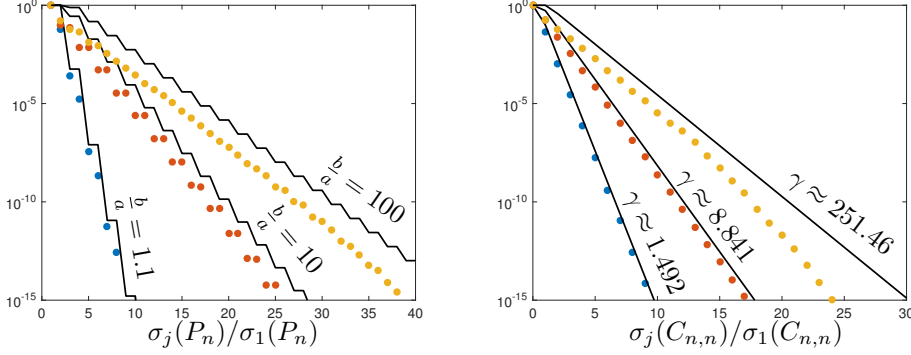 10^0
10^-5
10^-10
10^-15
0 5 10 15 20 25 30 35 40
b/a = 1.1
b/a = 10
b/a = 100
σ_j(P_n)/σ_1(P_n)
10^0
10^-5
10^-10
10^-15
0 5 10 15 20 25 30
γ ≈ 1.492
γ ≈ 8.841
γ ≈ 251.46
σ_j(C_{n,n})/σ_1(C_{n,n})